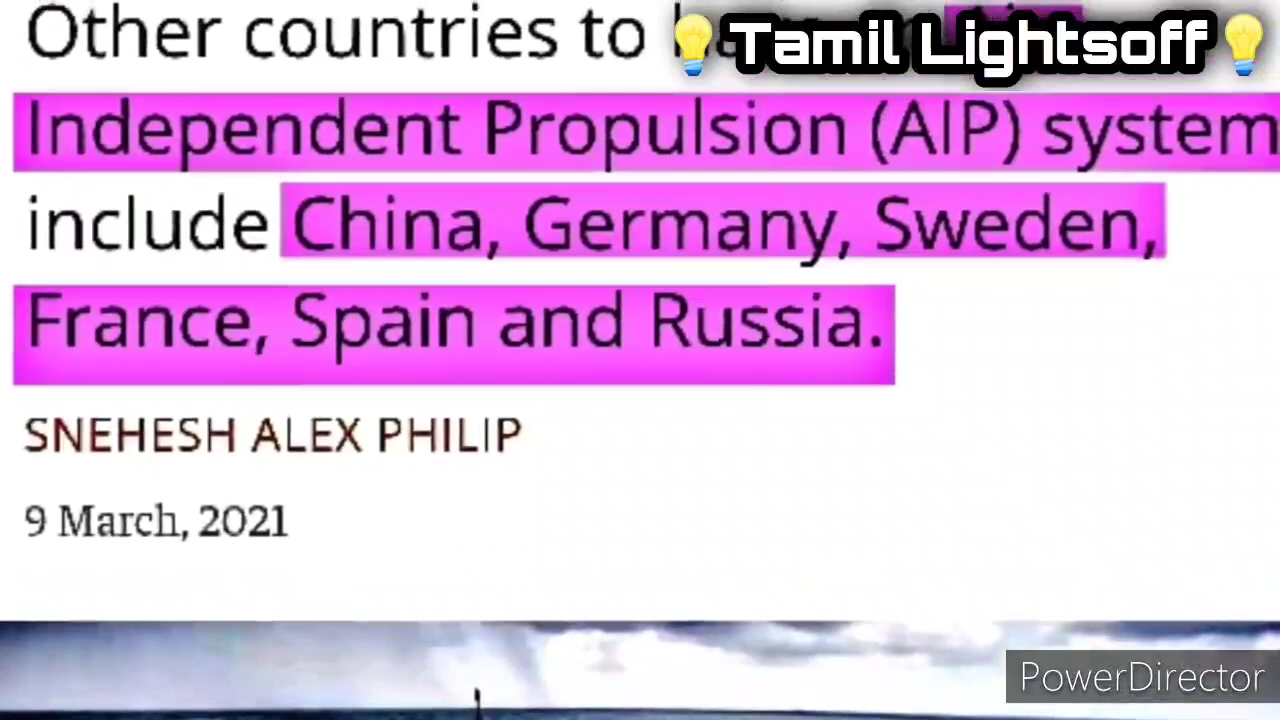 Other countries to
Tamil Lightsoff
Independent Propulsion (AIP) system
include China, Germany, Sweden,
France, Spain and Russia.
SNEHESH ALEX PHILIP
9 March, 2021
PowerDirector